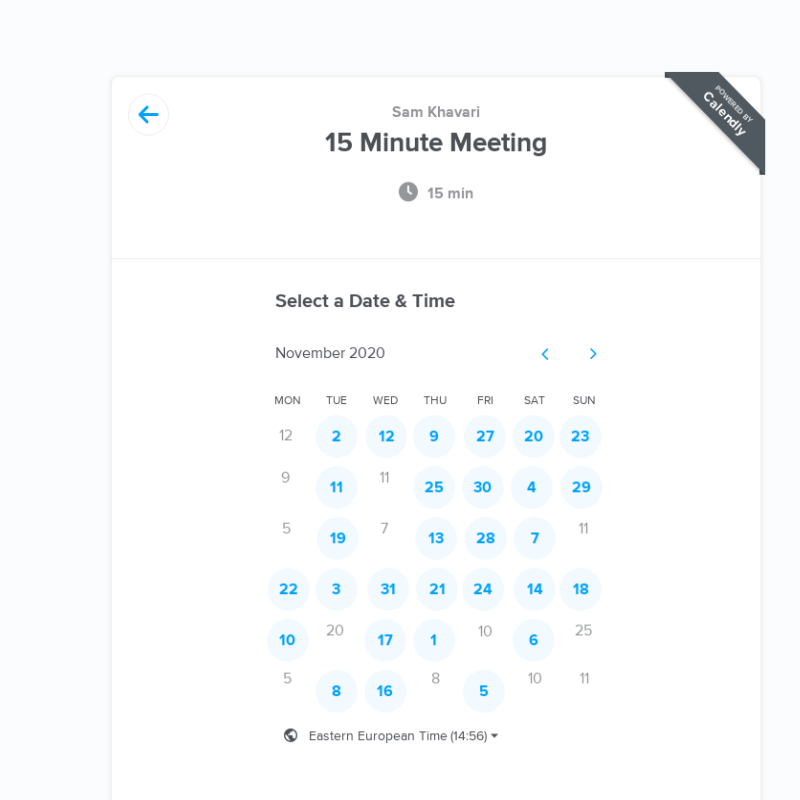 POWERED BY
Calendly
Sam Khavari
15 Minute Meeting
15 min
Select a Date & Time
November 2020
MON TUE WED THU FRI SAT SUN
12 2 12 9 27 20 23
9 11 11 25 30 4 29
5 19 7 13 28 7 11
22 3 31 21 24 14 18
10 20 17 1 10 6 25
5 8 16 8 5 10 11
Eastern European Time (14:56)